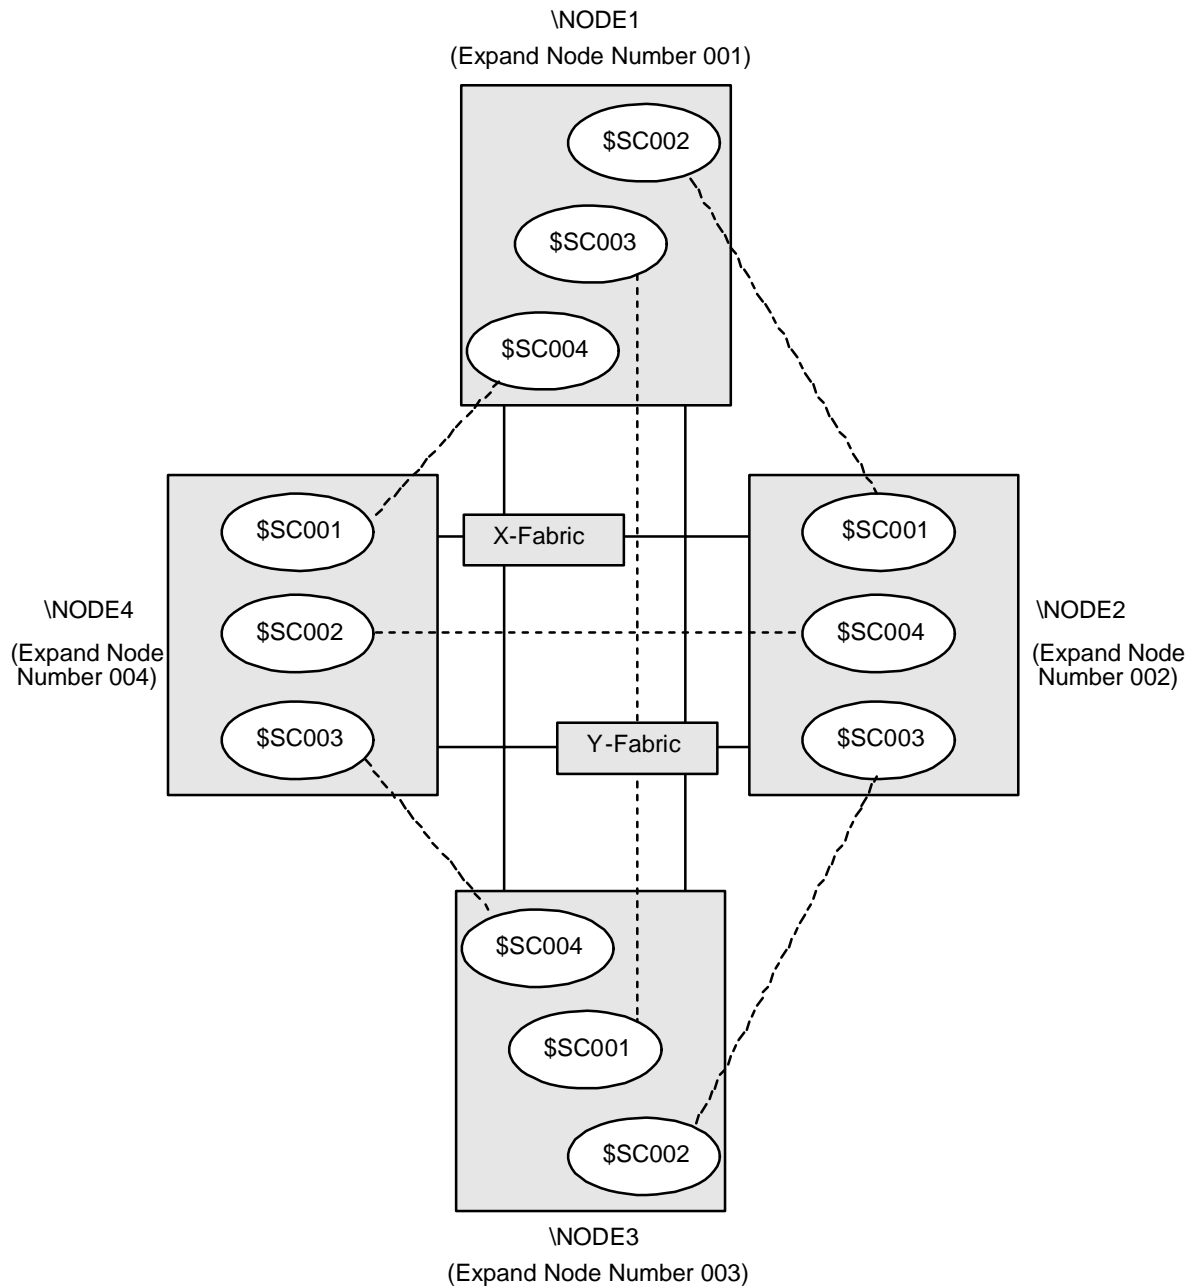 \NODE1
(Expand Node Number 001)
$SC002
$SC003
$SC004
$SC001
X-Fabric
$SC001
\NODE4
(Expand Node
Number 004)
$SC002
$SC004
\NODE2
(Expand Node
Number 002)
$SC003
Y-Fabric
$SC003
$SC004
$SC001
$SC002
\NODE3
(Expand Node Number 003)